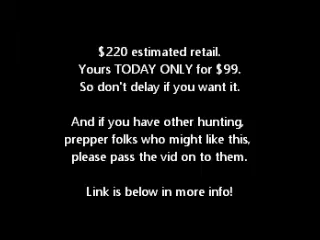 $220 estimated retail.
Yours TODAY ONLY for $99.
So don't delay if you want it.
And if you have other hunting,
prepper folks who might like this,
please pass the vid on to them.
Link is below in more info!